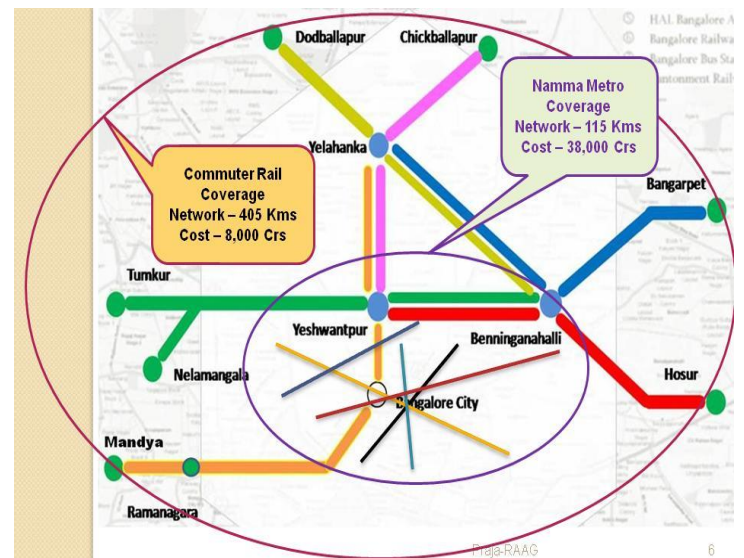 HAL Bangalore A
Bangalore Railwa
Bangalore Bus Sta
antonment Rail
Dodballapur
Chickballapur
Namma Metro
Coverage
Network – 115 Kms
Cost – 38,000 Crs
Yelahanka
Commuter Rail
Coverage
Network – 405 Kms
Cost – 8,000 Crs
Bangarpet
Tumkur
Yeshwantpur
Benninganahalli
Nelamangala
Hosur
Bangalore City
Mandya
Ramanagara
Praja-RAAG
6